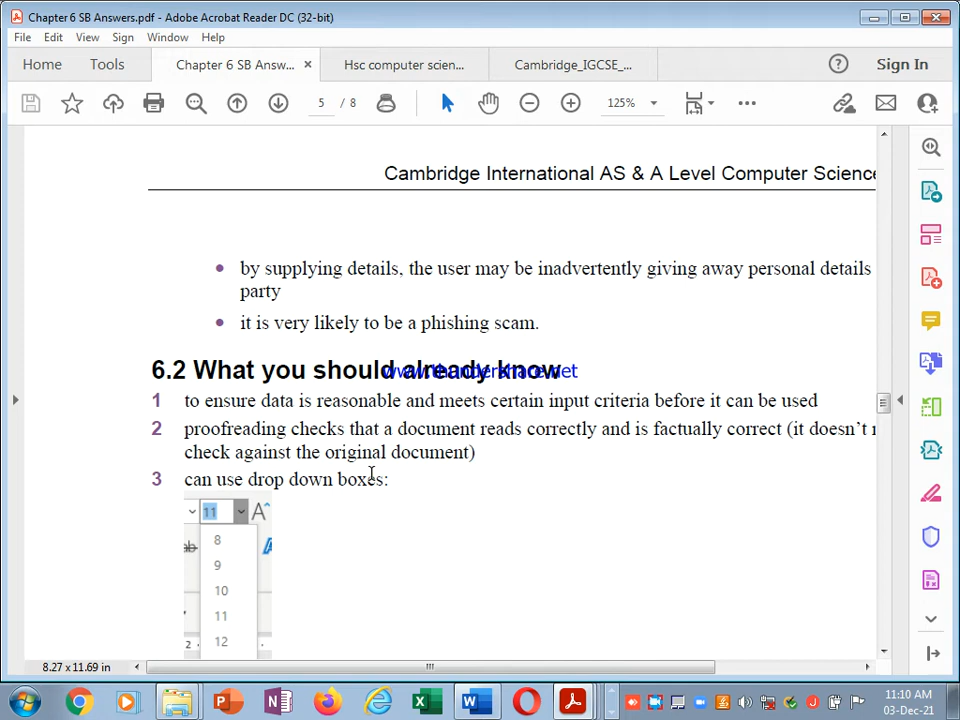 Chapter 6 SB Answers.pdf - Adobe Acrobat Reader DC (32-bit)
File Edit View Sign Window Help
Home Tools Chapter 6 SB Answ... × Hsc computer scien... Cambridge_IGCSE_... Sign In
5 / 8 125%
Cambridge International AS & A Level Computer Science
by supplying details, the user may be inadvertently giving away personal details
party
it is very likely to be a phishing scam.
6.2 What you should already know
www.thundershare.net
1 to ensure data is reasonable and meets certain input criteria before it can be used
2 proofreading checks that a document reads correctly and is factually correct (it doesn't
check against the original document)
3 can use drop down boxes:
11 A
ab A
8
9
10
11
12
2
8.27 x 11.69 in
11:10 AM
03-Dec-21